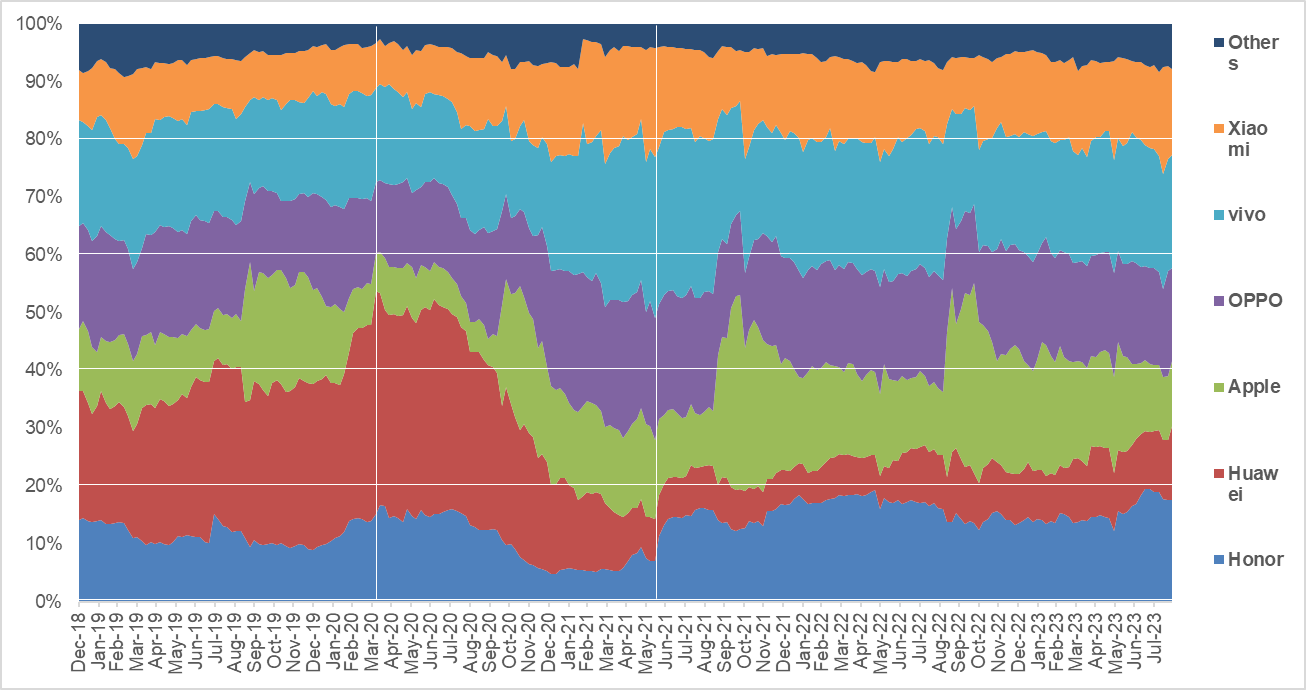 100%
90%
80%
70%
60%
50%
40%
30%
20%
10%
0%
Dec-18
Jan-19
Feb-19
Mar-19
Apr-19
May-19
Jun-19
Jul-19
Aug-19
Sep-19
Oct-19
Nov-19
Dec-19
Jan-20
Feb-20
Mar-20
Apr-20
May-20
Jun-20
Jul-20
Aug-20
Sep-20
Oct-20
Nov-20
Dec-20
Jan-21
Feb-21
Mar-21
Apr-21
May-21
Jun-21
Jul-21
Aug-21
Sep-21
Oct-21
Nov-21
Dec-21
Jan-22
Feb-22
Mar-22
Apr-22
May-22
Jun-22
Jul-22
Aug-22
Sep-22
Oct-22
Nov-22
Dec-22
Jan-23
Feb-23
Mar-23
Apr-23
May-23
Jun-23
Jul-23
Other
s
Xiao
mi
vivo
OPPO
Apple
Huaw
ei
Honor